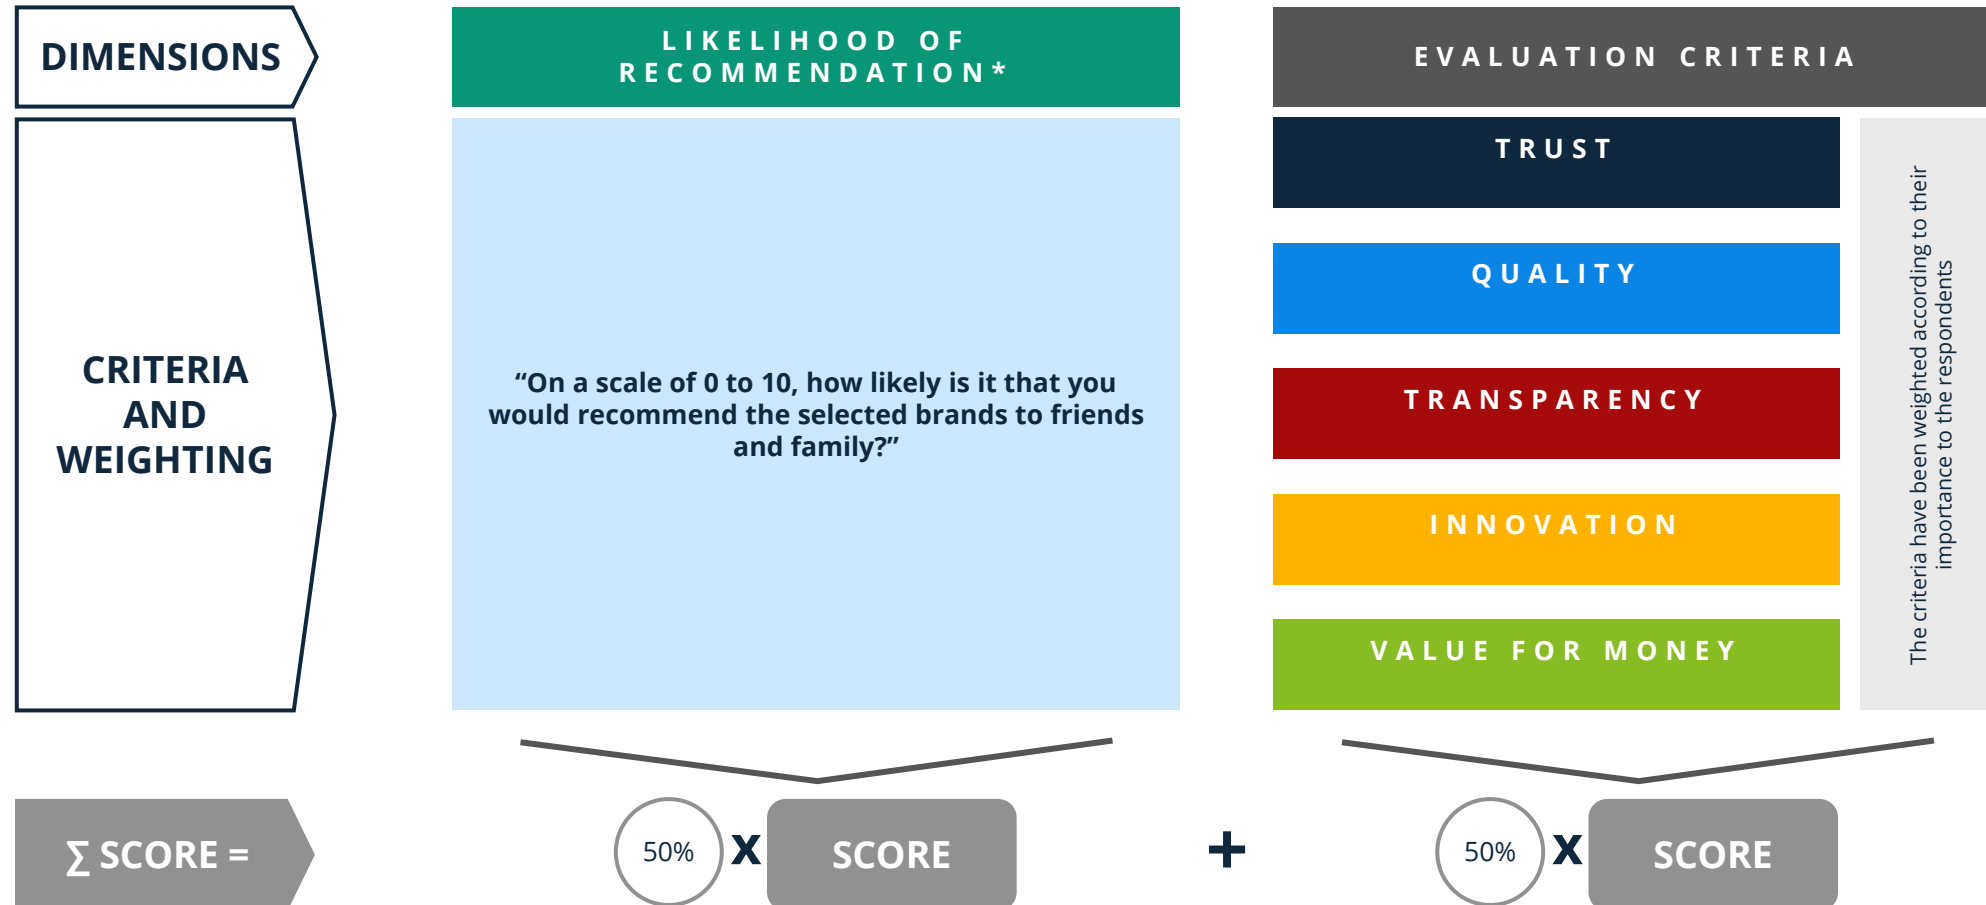 DIMENSIONS
LIKELIHOOD OF
RECOMMENDATION*
EVALUATION CRITERIA
CRITERIA
AND
WEIGHTING
“On a scale of 0 to 10, how likely is it that you
would recommend the selected brands to friends
and family?”
TRUST
QUALITY
TRANSPARENCY
INNOVATION
VALUE FOR MONEY
The criteria have been weighted according to their
importance to the respondents
∑ SCORE =
50%
x
SCORE
+
50%
x
SCORE